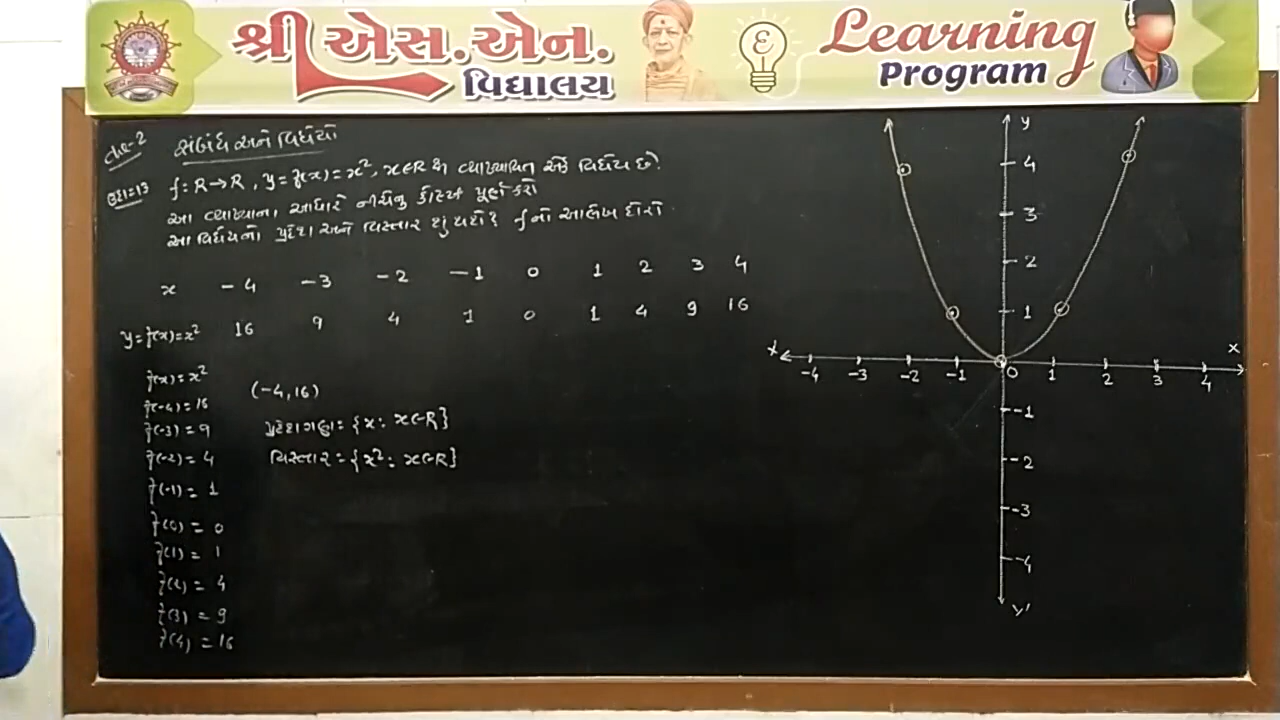 શ્રી એસ.એન.
વિદ્યાલય
Learning
Program
ch-2 સંબંધ અને વિધેયો
ઉદા:13 f:R→R, y=f(x)=x², x∈R એ વ્યાખ્યાયિત એક વિધેય છે.
આ વ્યાખ્યાના આધારે નીચેનુ કોષ્ટક પૂર્ણ કરો
આ વિધેયનો પ્રદેશ અને વિસ્તાર શું થશે? f નો આલેખ દોરો.
x -4 -3 -2 -1 0 1 2 3 4
y=f(x)=x² 16 9 4 1 0 1 4 9 16
f(x)=x²
f(-4)=16 (-4,16)
f(-3)=9 પ્રદેશગણ={x: x∈R}
f(-2)=4 વિસ્તાર={x²: x∈R}
f(-1)=1
f(0)=0
f(1)=1
f(2)=4
f(3)=9
f(4)=16
y
4
3
2
1
x' x
-4 -3 -2 -1 0 1 2 3 4
-1
-2
-3
-4
y'